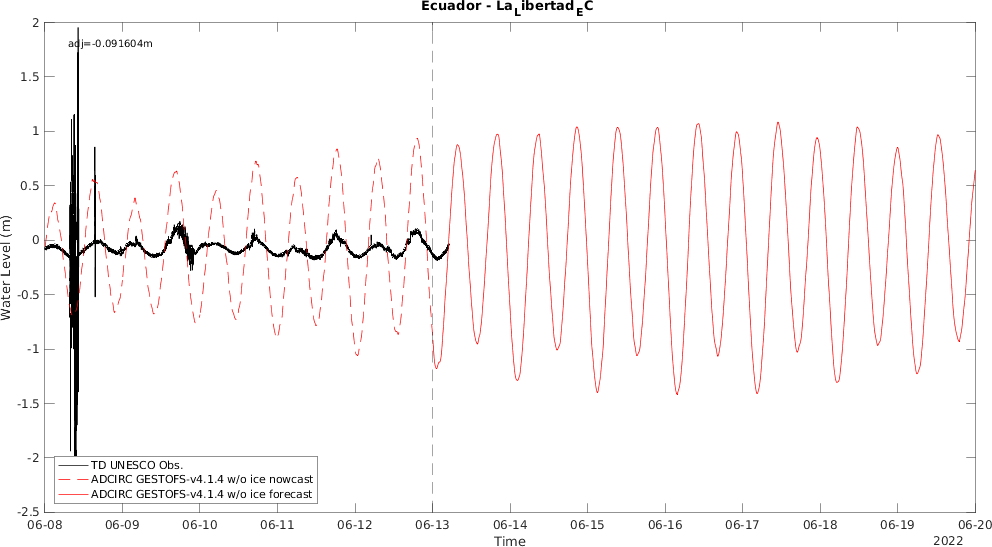 Ecuador - LaLibertadEC
adj=-0.091604m
2
1.5
1
0.5
0
-0.5
-1
-1.5
-2
-2.5
Water Level (m)
TD UNESCO Obs.
ADCIRC GESTOFS-v4.1.4 w/o ice nowcast
ADCIRC GESTOFS-v4.1.4 w/o ice forecast
06-08 06-09 06-10 06-11 06-12 06-13 06-14 06-15 06-16 06-17 06-18 06-19 06-20
Time
2022